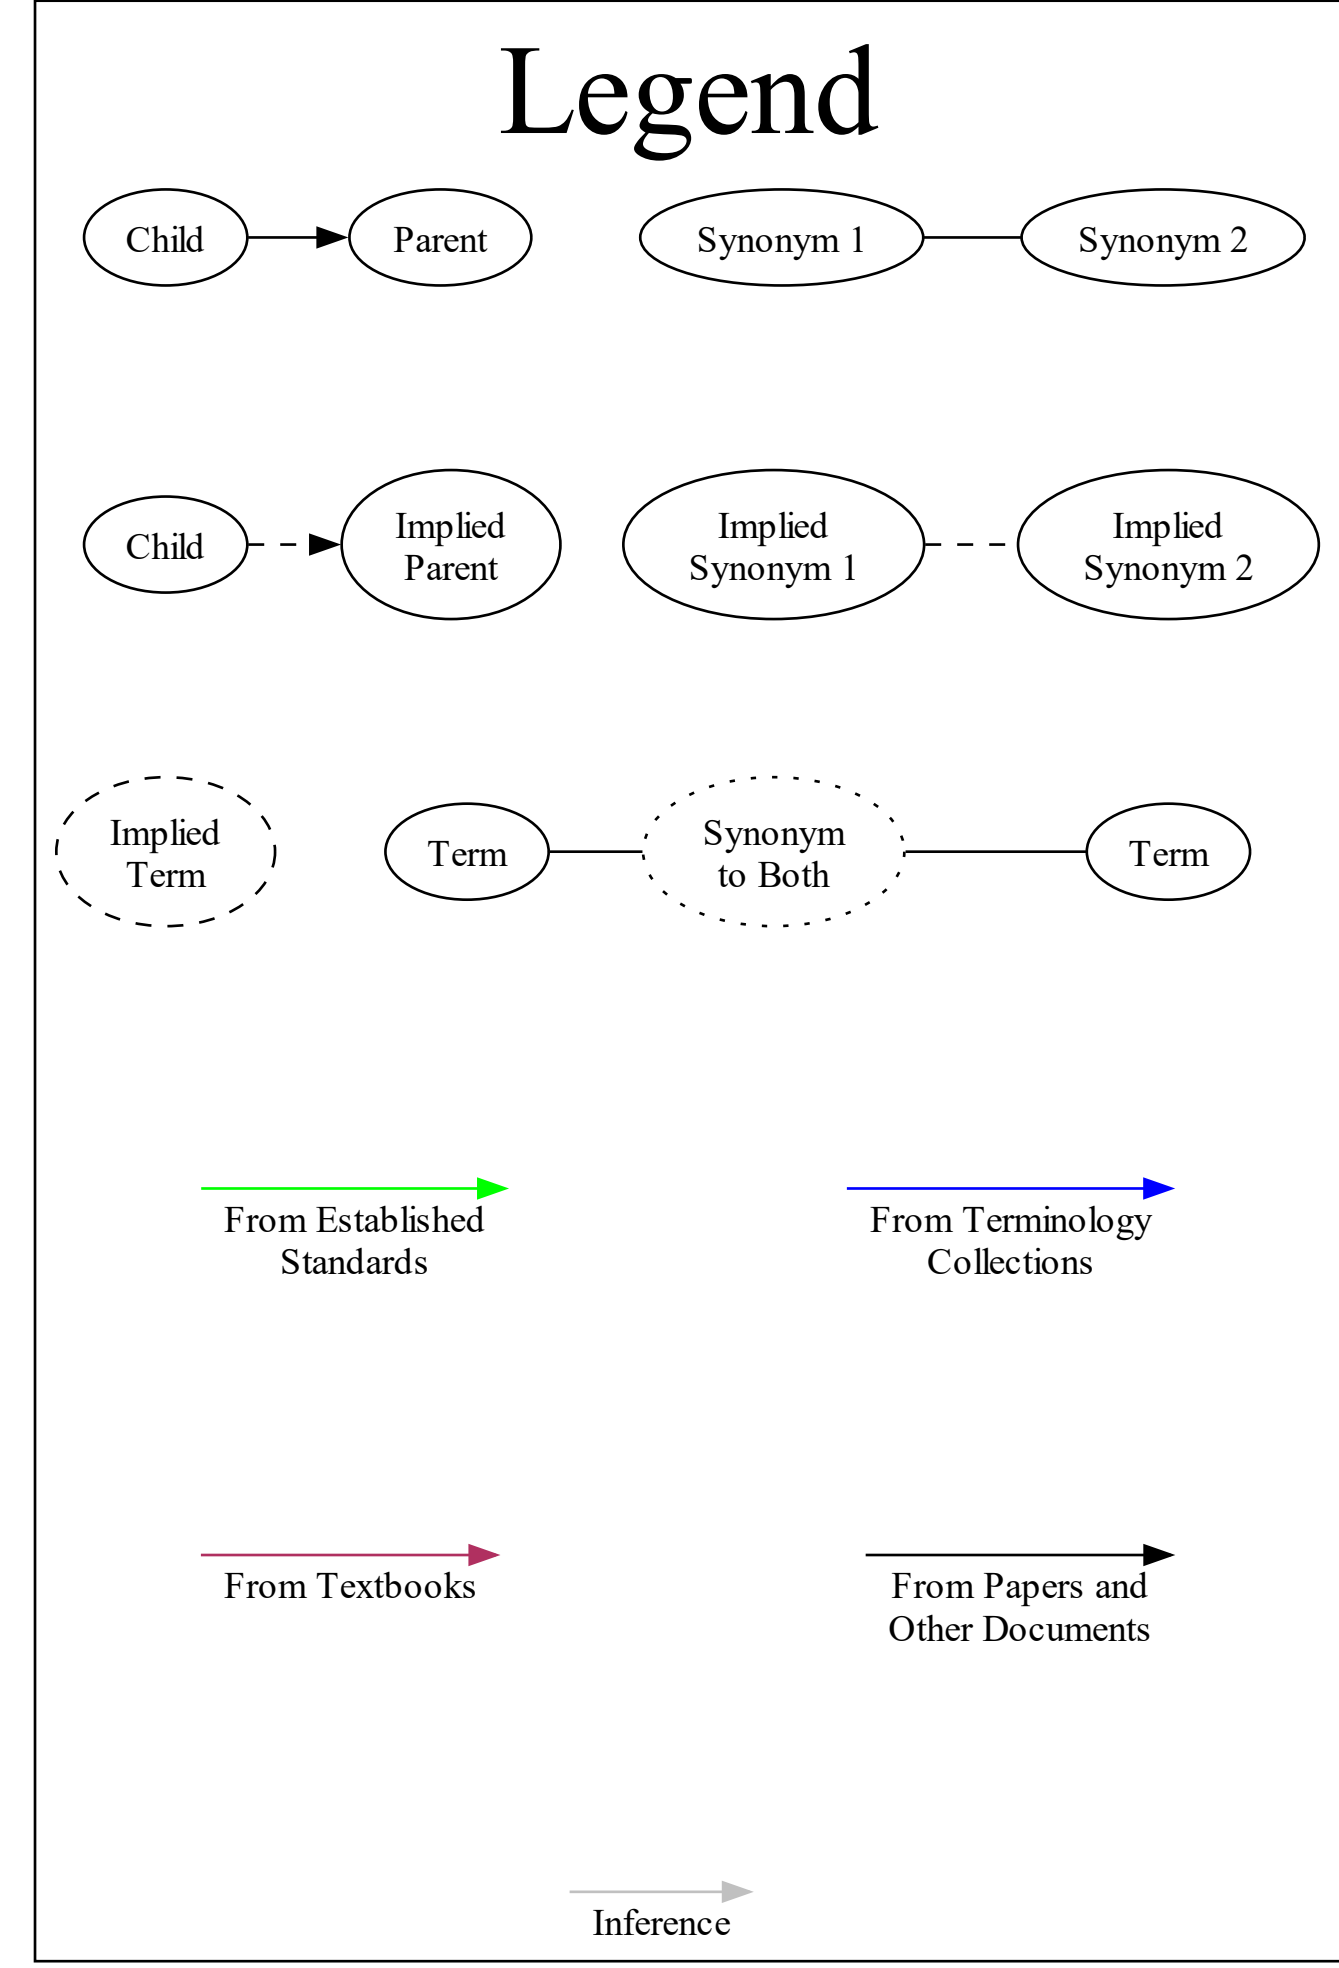 Legend
Child
Parent
Synonym 1
Synonym 2
Child
Implied
Parent
Implied
Synonym 1
Implied
Synonym 2
Implied
Term
Term
Synonym
to Both
Term
From Established
Standards
From Terminology
Collections
From Textbooks
From Papers and
Other Documents
Inference